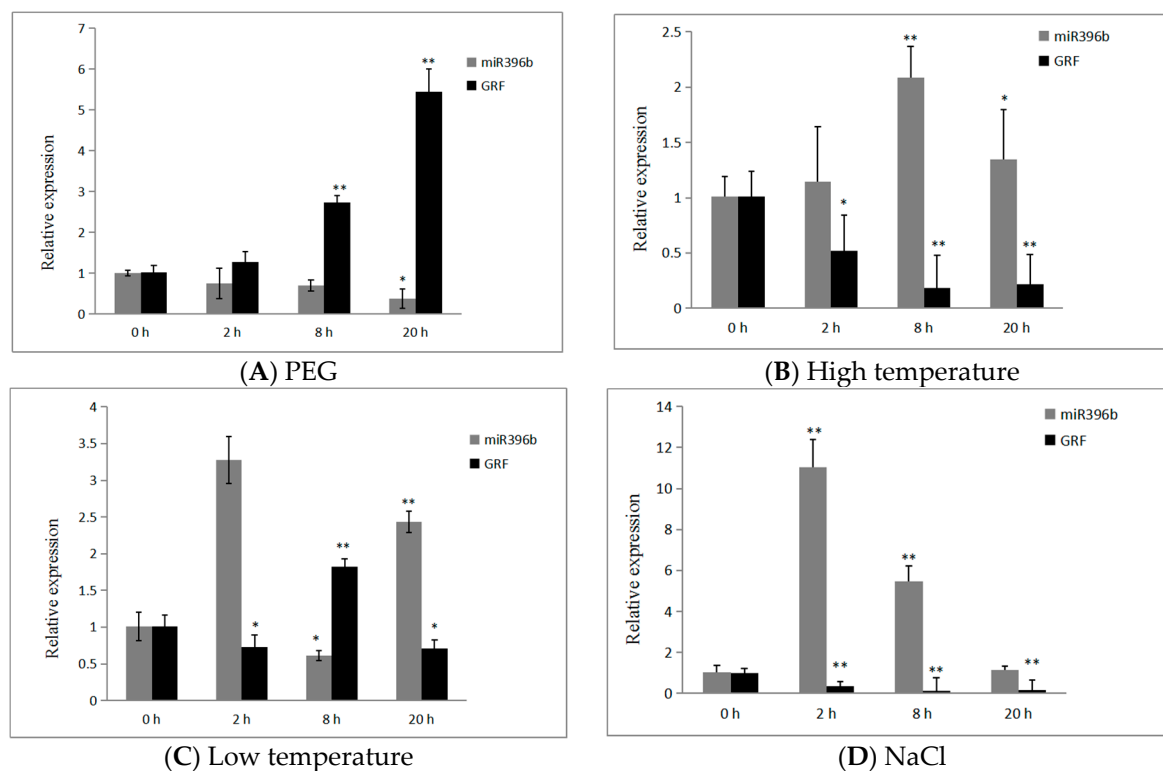 7
6
5
4
3
2
1
0
Relative expression
** 
**
*
miR396b
GRF
0 h 2 h 8 h 20 h
(A) PEG
2.5
2
1.5
1
0.5
0
Relative expression
**
*
*
**
**
miR396b
GRF
0 h 2 h 8 h 20 h
(B) High temperature
4
3.5
3
2.5
2
1.5
1
0.5
0
Relative expression
**
**
*
*
*
miR396b
GRF
0 h 2 h 8 h 20 h
(C) Low temperature
14
12
10
8
6
4
2
0
Relative expression
**
**
**
**
**
miR396b
GRF
0 h 2 h 8 h 20 h
(D) NaCl